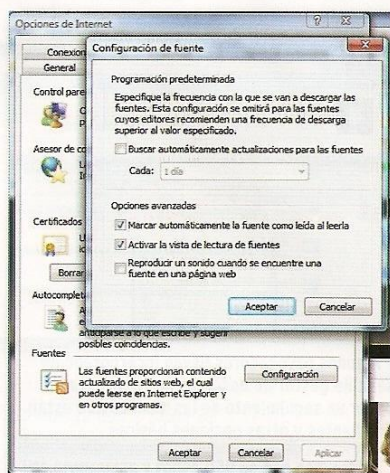 Opciones de Internet
Conexion
General
Control pare
Asesor de co
Certificados
Borrar
Autocomplet
anticiparse a lo que escribe y sugerir
posibles coincidencias.
Fuentes
Las fuentes proporcionan contenido
actualizado de sitios web, el cual
puede leerse en Internet Explorer y
en otros programas.
Configuración
Aceptar
Cancelar
Aplicar
Configuración de fuente
Programación predeterminada
Especifique la frecuencia con la que se van a descargar las
fuentes. Esta configuración se omitirá para las fuentes
cuyos editores recomienden una frecuencia de descarga
superior al valor especificado.
Buscar automáticamente actualizaciones para las fuentes
Cada:
1 día
Opciones avanzadas
Marcar automáticamente la fuente como leída al leerla
Activar la vista de lectura de fuentes
Reproducir un sonido cuando se encuentre una
fuente en una página web
Aceptar
Cancelar